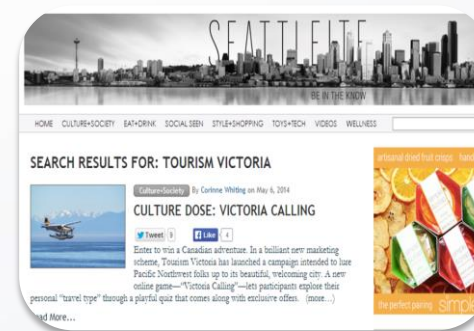 SEATTLEITE
BE IN THE KNOW
HOME CULTURE+SOCIETY EAT+DRINK SOCIAL SEEN STYLE+SHOPPING TOYS+TECH VIDEOS WELLNESS
SEARCH RESULTS FOR: TOURISM VICTORIA
Culture+Society By Corinne Whiting on May 6, 2014
CULTURE DOSE: VICTORIA CALLING
Tweet 3 Like 4
Enter to win a Canadian adventure. In a brilliant new marketing
scheme, Tourism Victoria has launched a campaign intended to lure
Pacific Northwest folks up to its beautiful, welcoming city. A new
online game—"Victoria Calling"—lets participants explore their
personal "travel type" through a playful quiz that comes along with exclusive offers. (more…)
ad More...
artisanal dried fruit crisps hand
the perfect pairing simple